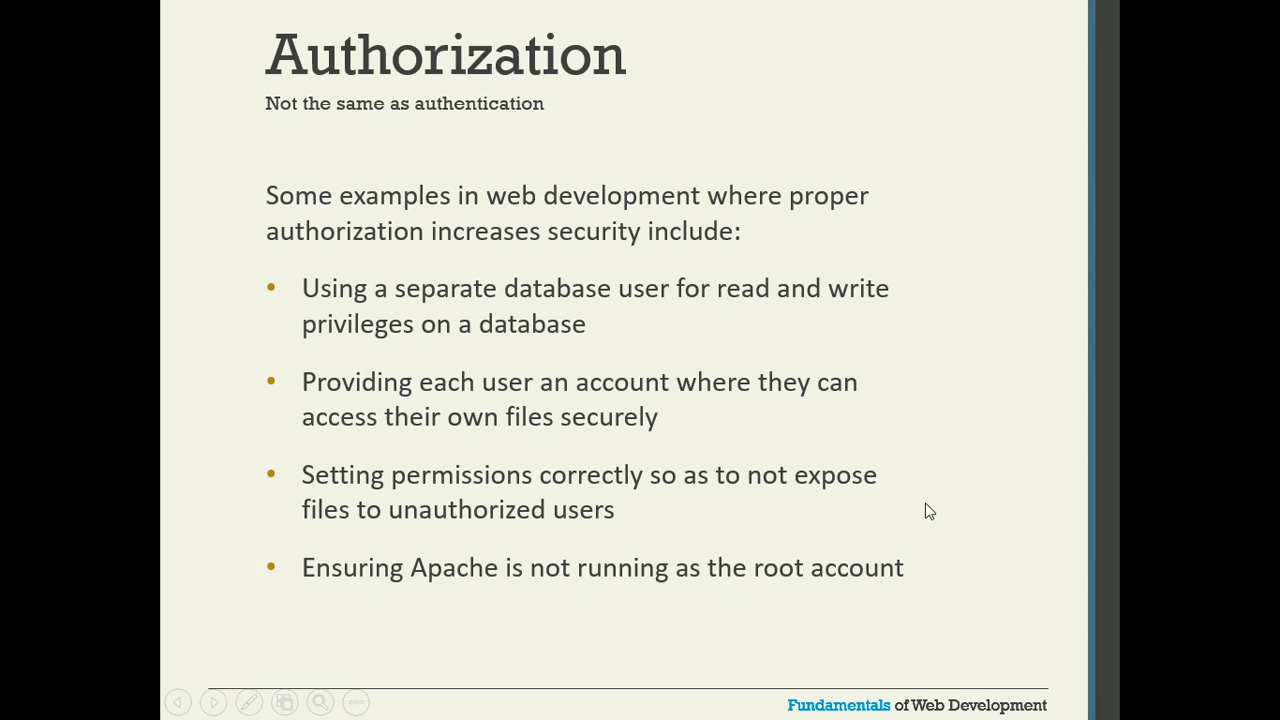 Authorization
Not the same as authentication
Some examples in web development where proper
authorization increases security include:
• Using a separate database user for read and write
privileges on a database
• Providing each user an account where they can
access their own files securely
• Setting permissions correctly so as to not expose
files to unauthorized users
• Ensuring Apache is not running as the root account
Fundamentals of Web Development